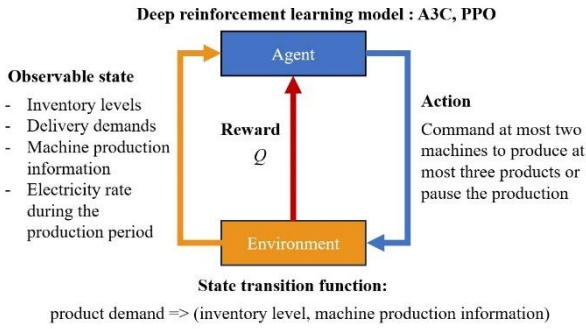 Deep reinforcement learning model : A3C, PPO
Agent
Observable state
- Inventory levels
- Delivery demands
- Machine production
information
- Electricity rate
during the
production period
Reward
Q
Action
Command at most two
machines to produce at
most three products or
pause the production
Environment
State transition function:
product demand => (inventory level, machine production information)